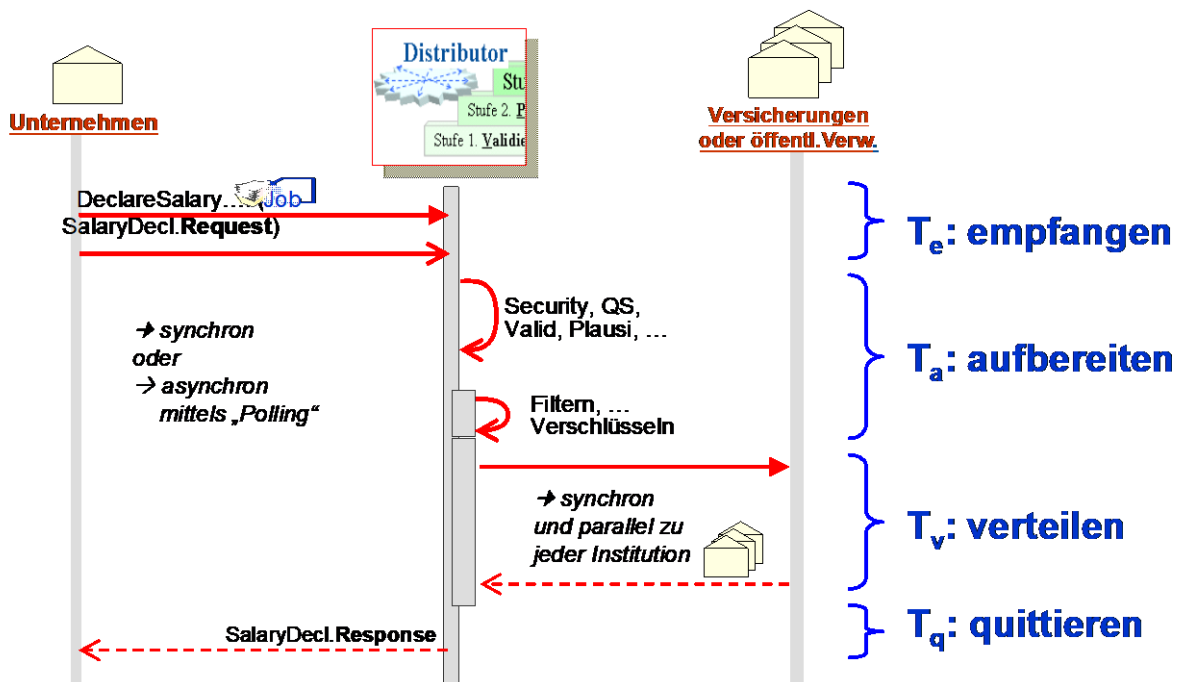 Distributor
Stu
Stufe 2. P
Stufe 1. Validie
Unternehmen
Versicherungen
oder öffentl.Verw.
DeclareSalary… (Job
SalaryDecl.Request)
Te: empfangen
Security, QS,
Valid, Plausi, …
→ synchron
oder
→ asynchron
mittels „Polling“
Ta: aufbereiten
Filtern, …
Verschlüsseln
→ synchron
und parallel zu
jeder Institution
Tv: verteilen
SalaryDecl.Response
Tq: quittieren